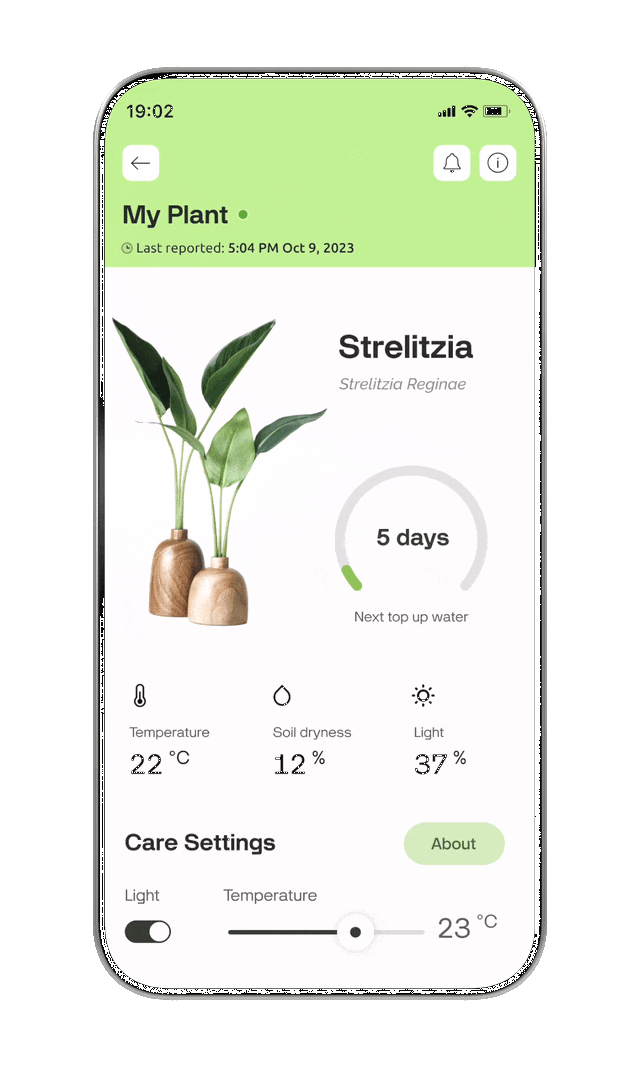 19:02
My Plant
Last reported: 5:04 PM Oct 9, 2023
Strelitzia
Strelitzia Reginae
5 days
Next top up water
Temperature Soil dryness Light
22 °C 12 % 37 %
Care Settings About
Light Temperature
23 °C